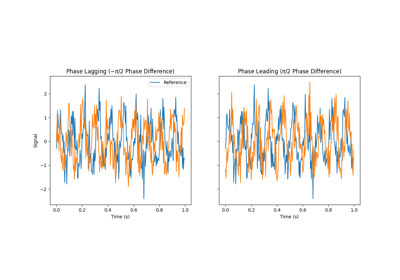 Phase Lagging (−π/2 Phase Difference)
Phase Leading (π/2 Phase Difference)
Reference
Signal
2
1
0
−1
−2
0.0 0.2 0.4 0.6 0.8 1.0
0.0 0.2 0.4 0.6 0.8 1.0
Time (s)
Time (s)